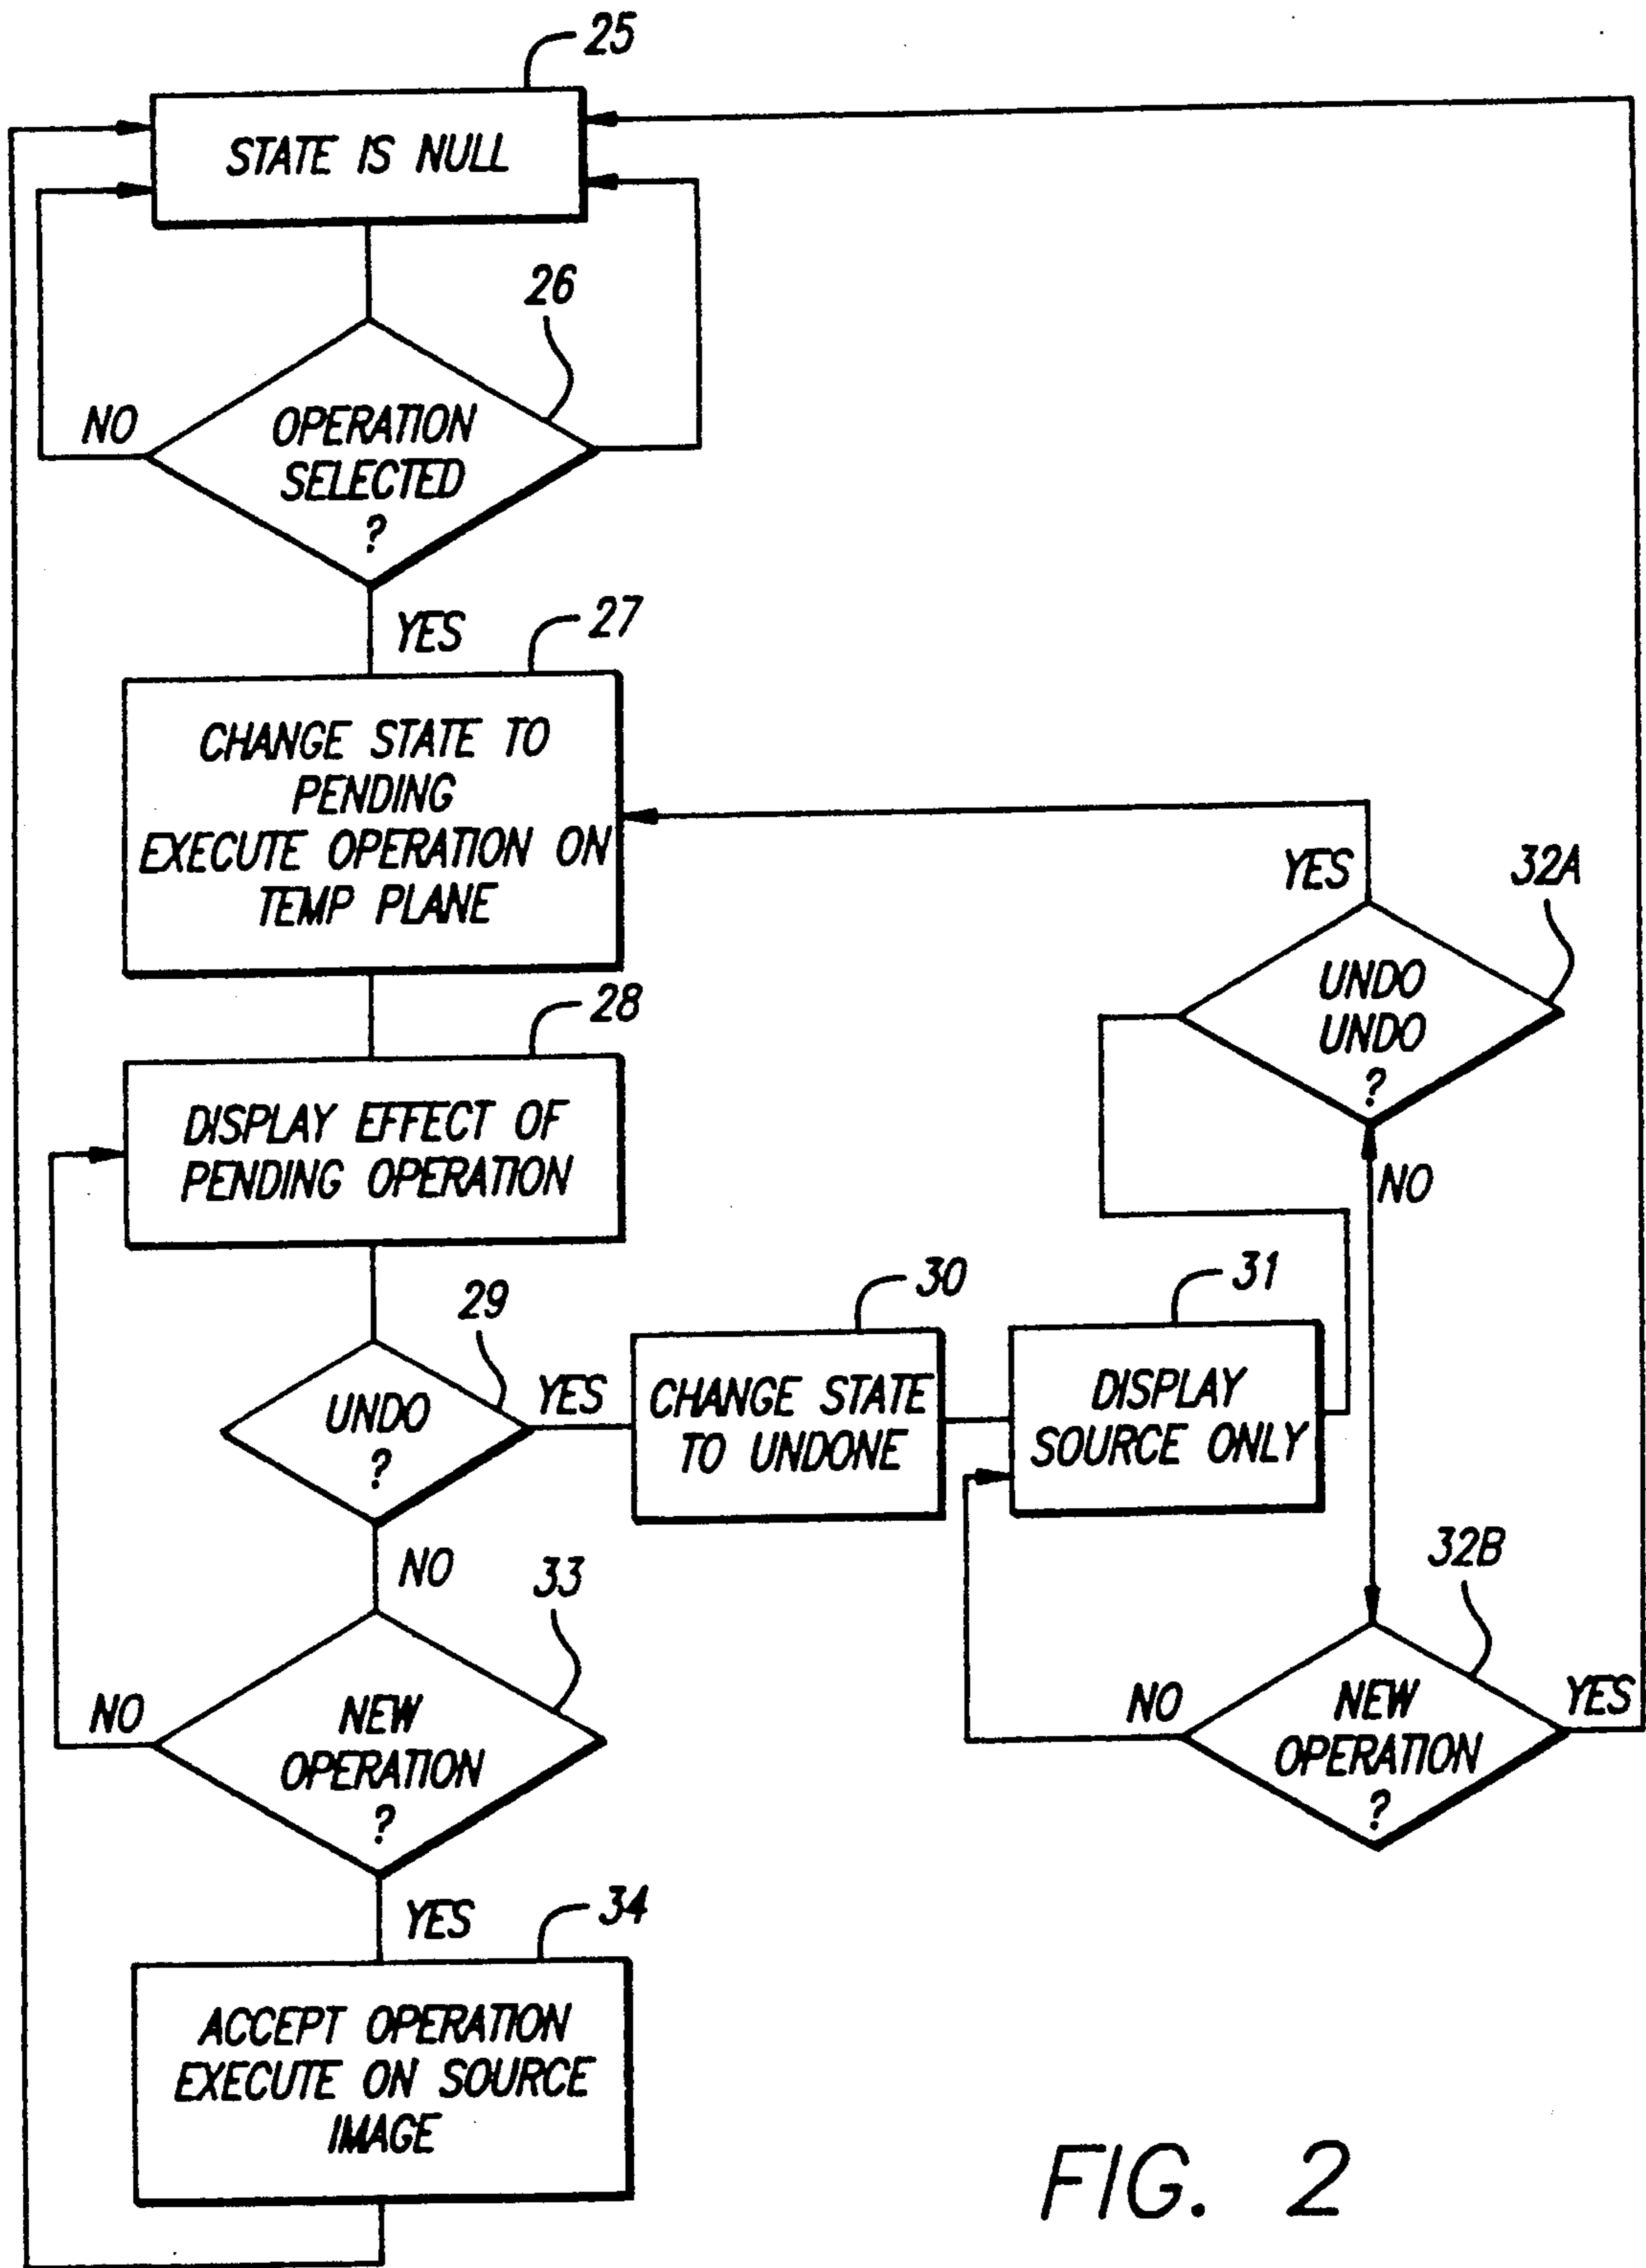 25
STATE IS NULL
26
NO
OPERATION
SELECTED
?
YES
27
CHANGE STATE TO
PENDING
EXECUTE OPERATION ON
TEMP PLANE
YES
32A
UNDO
UNDO
?
NO
28
DISPLAY EFFECT OF
PENDING OPERATION
29
UNDO
?
YES
30
CHANGE STATE
TO UNDONE
31
DISPLAY
SOURCE ONLY
NO
33
NO
NEW
OPERATION
?
32B
NO
NEW
OPERATION
?
YES
YES
34
ACCEPT OPERATION
EXECUTE ON SOURCE
IMAGE
FIG. 2